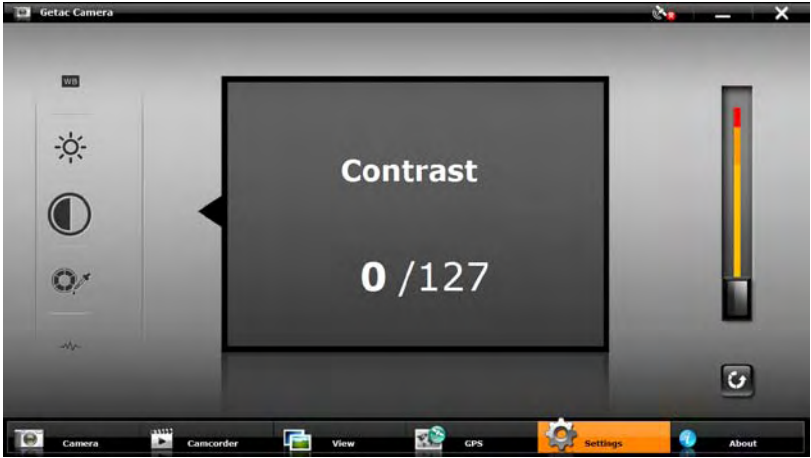 Getac Camera
WB
Contrast
0 /127
Camera
Camcorder
View
GPS
Settings
About